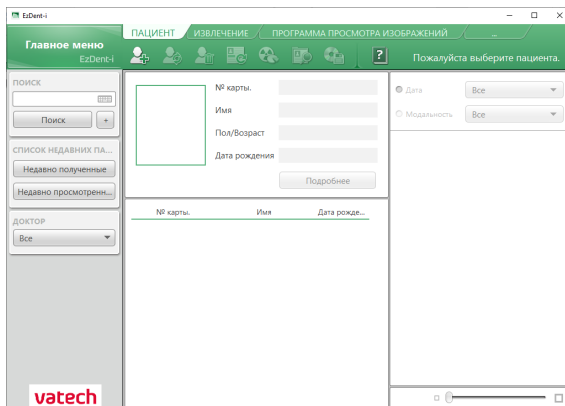 EzDent-i
Главное меню
EzDent-i
ПАЦИЕНТ
ИЗВЛЕЧЕНИЕ
ПРОГРАММА ПРОСМОТРА ИЗОБРАЖЕНИЙ
...
?
Пожалуйста выберите пациента.
ПОИСК
Поиск
+
СПИСОК НЕДАВНИХ ПА...
Недавно полученные
Недавно просмотренн...
ДОКТОР
Все
vatech
№ карты.
Имя
Пол/Возраст
Дата рождения
Подробнее
№ карты. Имя Дата рожде...
Дата Все
Модальность Все